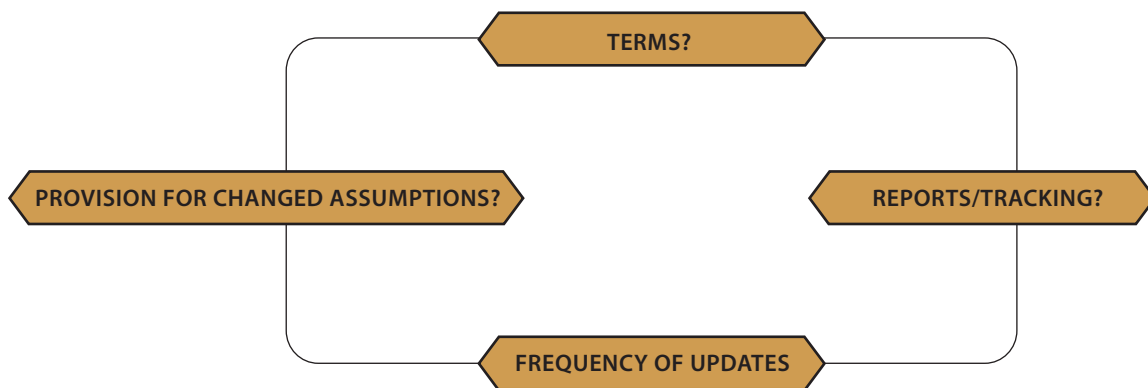 TERMS?
PROVISION FOR CHANGED ASSUMPTIONS?
REPORTS/TRACKING?
FREQUENCY OF UPDATES